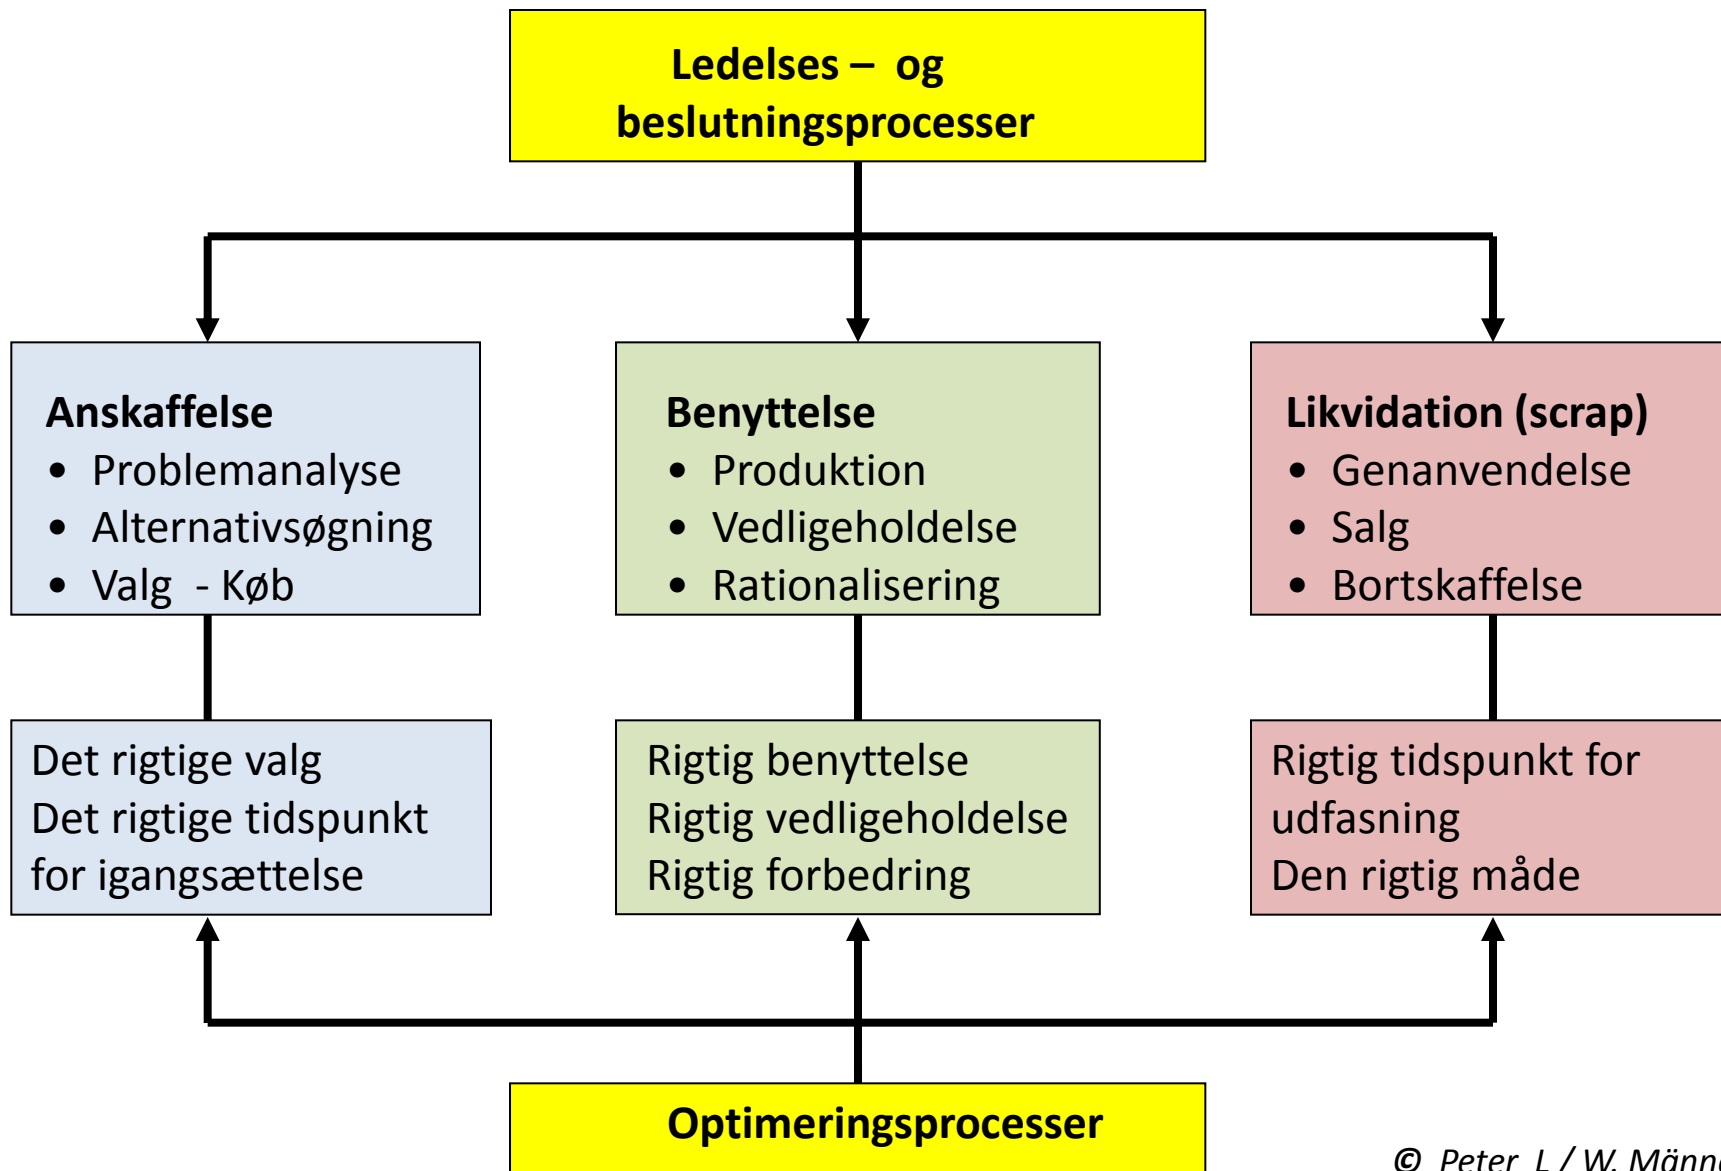 Ledelses – og
beslutningsprocesser
Anskaffelse
• Problemanalyse
• Alternativsøgning
• Valg - Køb
Benyttelse
• Produktion
• Vedligeholdelse
• Rationalisering
Likvidation (scrap)
• Genanvendelse
• Salg
• Bortskaffelse
Det rigtige valg
Det rigtige tidspunkt
for igangsættelse
Rigtig benyttelse
Rigtig vedligeholdelse
Rigtig forbedring
Rigtig tidspunkt for
udfasning
Den rigtig måde
Optimeringsprocesser
© Peter L / W.